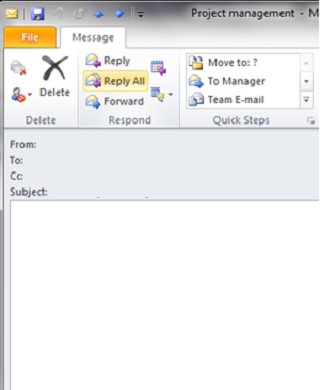 Project management - M
File Message
Reply
Reply All
Forward
Delete
Move to: ?
To Manager
Team E-mail
Delete Respond Quick Steps
From:
To:
Cc:
Subject: